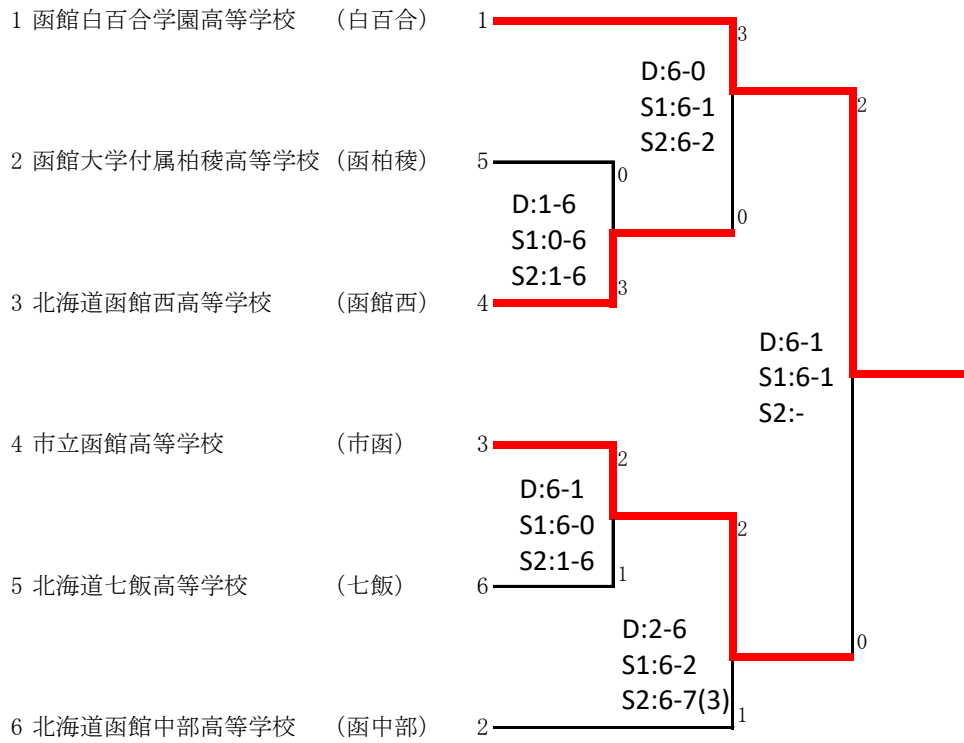 1 函館白百合学園高等学校 (白百合) 1
3
D:6-0
S1:6-1
S2:6-2
2
2 函館大学付属柏稜高等学校 (函柏稜) 5
0
D:1-6
S1:0-6
S2:1-6
0
3 北海道函館西高等学校 (函館西) 4
3
D:6-1
S1:6-1
S2:-
4 市立函館高等学校 (市函) 3
2
D:6-1
S1:6-0
S2:1-6
2
5 北海道七飯高等学校 (七飯) 6
1
D:2-6
S1:6-2
S2:6-7(3)
0
6 北海道函館中部高等学校 (函中部) 2
1